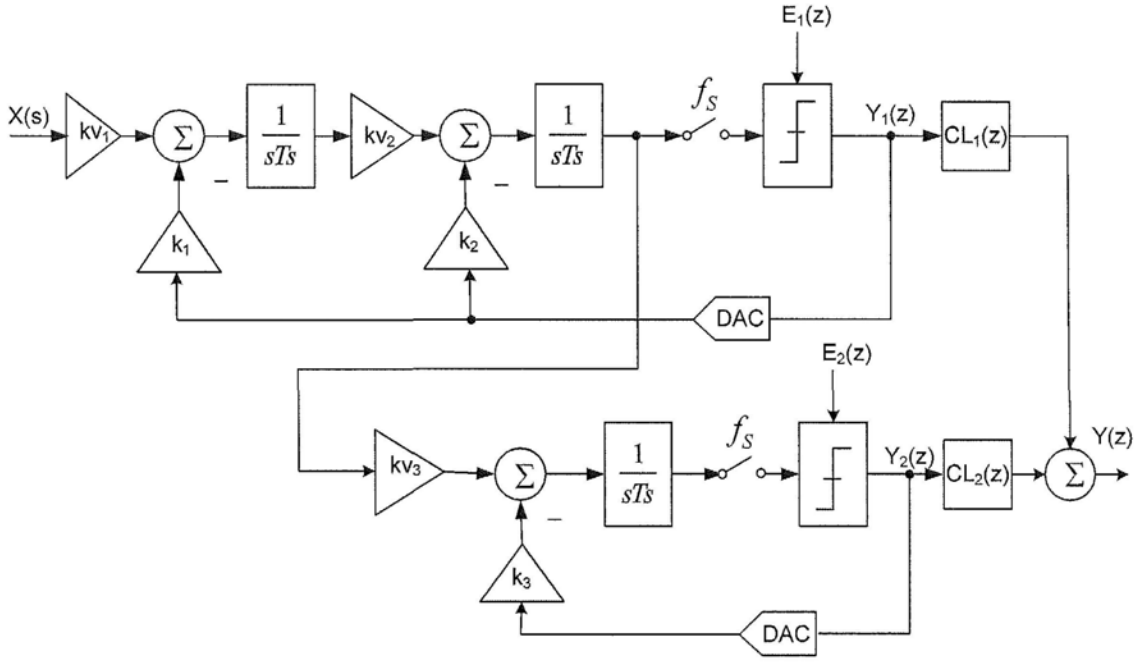 E₁(z)
X(s)
kv₁
Σ
1
sTs
kv₂
Σ
1
sTs
f_S
Y₁(z)
CL₁(z)
–
–
k₁
k₂
DAC
E₂(z)
kv₃
Σ
1
sTs
f_S
Y₂(z)
CL₂(z)
Σ
Y(z)
–
k₃
DAC